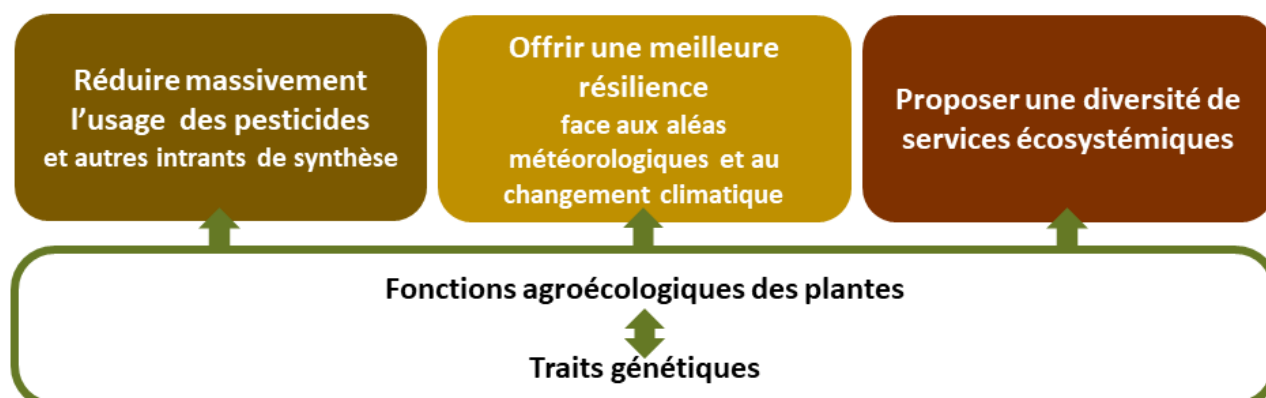 Réduire massivement
l'usage des pesticides
et autres intrants de synthèse
Offrir une meilleure
résilience
face aux aléas
météorologiques et au
changement climatique
Proposer une diversité de
services écosystémiques
Fonctions agroécologiques des plantes
Traits génétiques